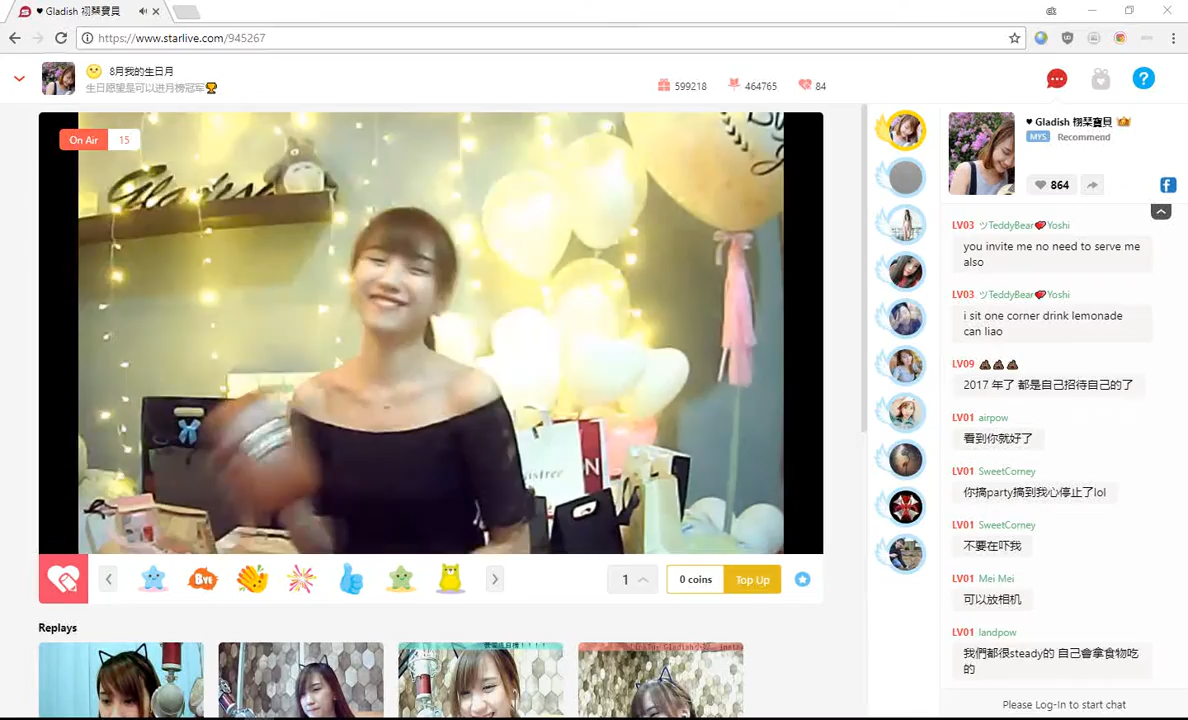 ♥ Gladish 翊琹寶貝
https://www.starlive.com/945267
8月我的生日月
生日愿望是可以进月榜冠军🏆
599218 464765 84
On Air 15
Gladish
BYE
1
0 coins
Top Up
Replays
♥ Gladish 翊琹寶貝
MYS Recommend
864
LV03 ツTeddyBear💝Yoshi
you invite me no need to serve me
also
LV03 ツTeddyBear💝Yoshi
i sit one corner drink lemonade
can liao
LV09 💩💩💩
2017 年了 都是自己招待自己的了
LV01 airpow
看到你就好了
LV01 SweetCorney
你搞party搞到我心停止了lol
LV01 SweetCorney
不要在吓我
LV01 Mei Mei
可以放相机
LV01 landpow
我們都很steady的 自己會拿食物吃
的
Please Log-In to start chat